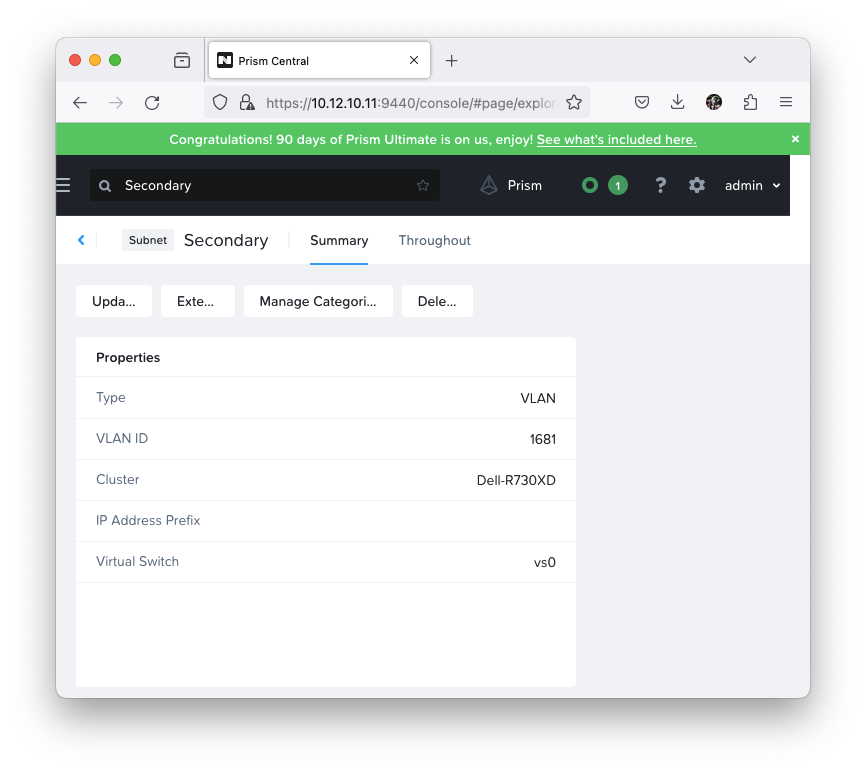 Prism Central
https://10.12.10.11:9440/console/#page/explor
Congratulations! 90 days of Prism Ultimate is on us, enjoy! See what's included here.
Secondary
Prism
1
?
admin
Subnet
Secondary
Summary
Throughout
Upda...
Exte...
Manage Categori...
Dele...
Properties
Type
VLAN
VLAN ID
1681
Cluster
Dell-R730XD
IP Address Prefix
Virtual Switch
vs0